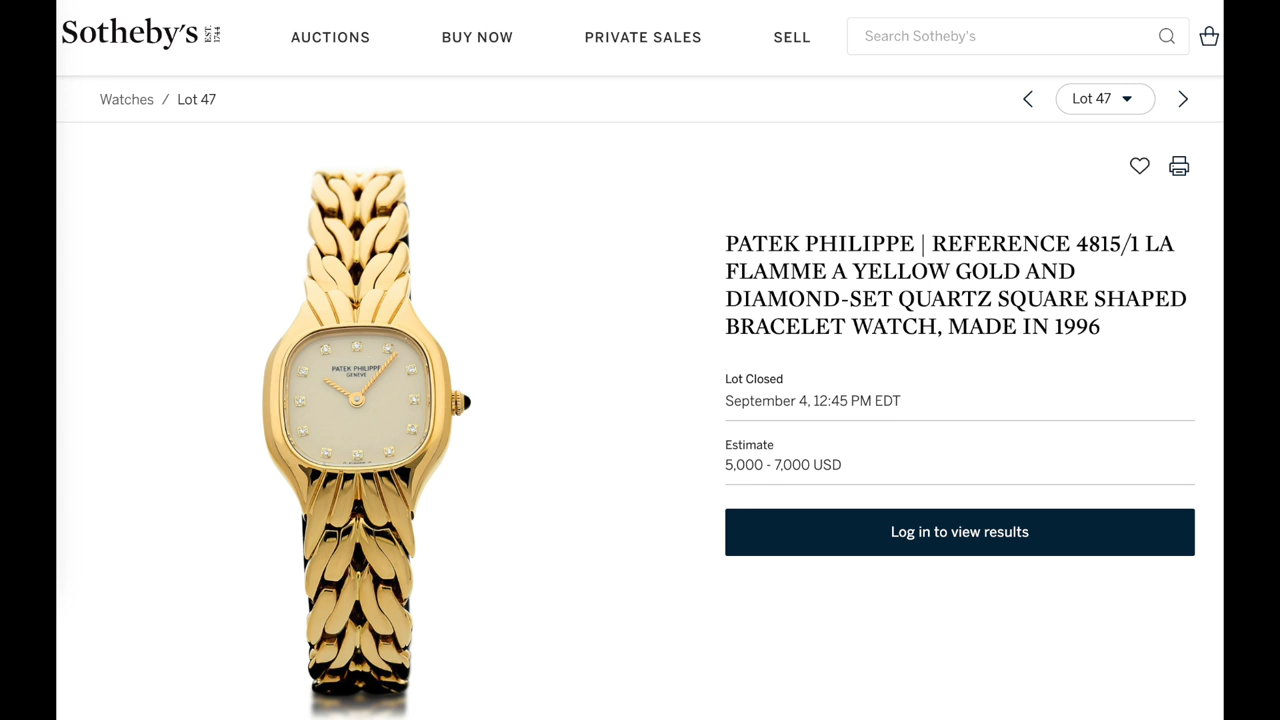 Sotheby's EST. 1744
AUCTIONS
BUY NOW
PRIVATE SALES
SELL
Search Sotheby's
Watches / Lot 47
Lot 47
PATEK PHILIPPE
GENEVE
PATEK PHILIPPE | REFERENCE 4815/1 LA
FLAMME A YELLOW GOLD AND
DIAMOND-SET QUARTZ SQUARE SHAPED
BRACELET WATCH, MADE IN 1996
Lot Closed
September 4, 12:45 PM EDT
Estimate
5,000 - 7,000 USD
Log in to view results